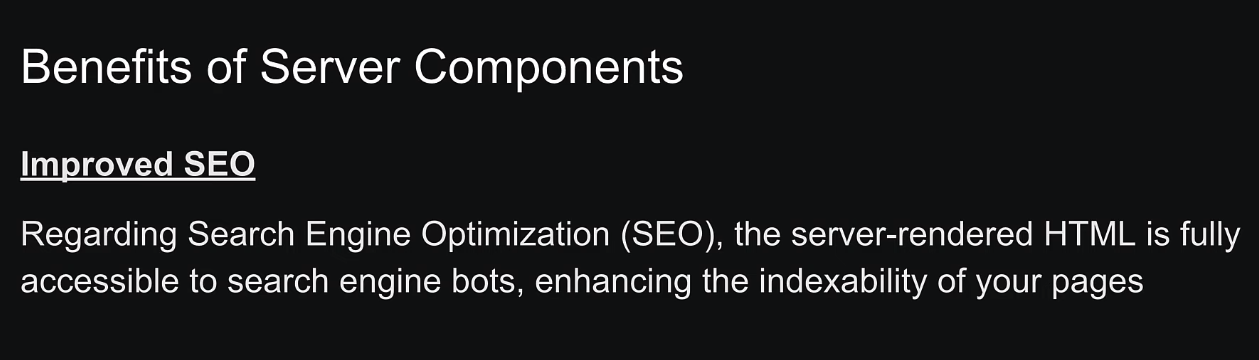 Benefits of Server Components
Improved SEO
Regarding Search Engine Optimization (SEO), the server-rendered HTML is fully
accessible to search engine bots, enhancing the indexability of your pages